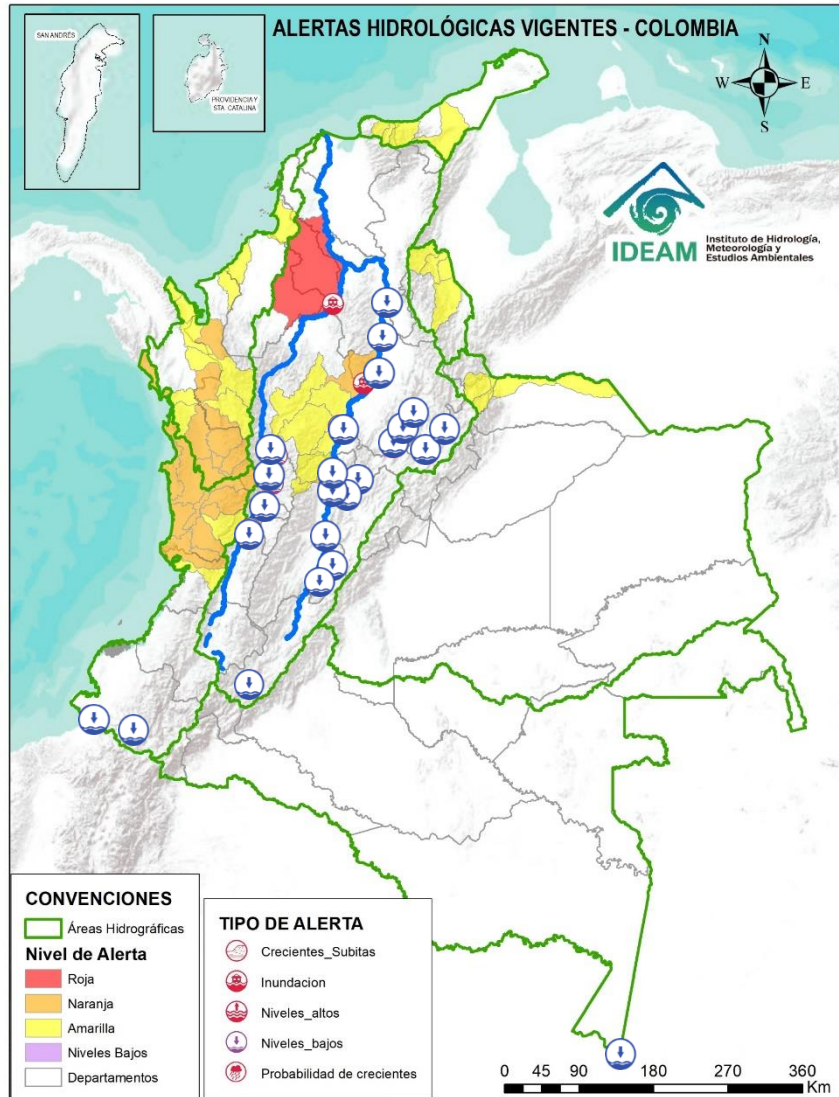 ALERTAS HIDROLÓGICAS VIGENTES - COLOMBIA
SAN ANDRÉS
PROVIDENCIA Y
STA. CATALINA
N
W E
S
IDEAM
Instituto de Hidrología,
Meteorología y
Estudios Ambientales
CONVENCIONES
Áreas Hidrográficas
Nivel de Alerta
Roja
Naranja
Amarilla
Niveles Bajos
Departamentos
TIPO DE ALERTA
Crecientes_Subitas
Inundacion
Niveles_altos
Niveles_bajos
Probabilidad de crecientes
0 45 90 180 270 360
Km